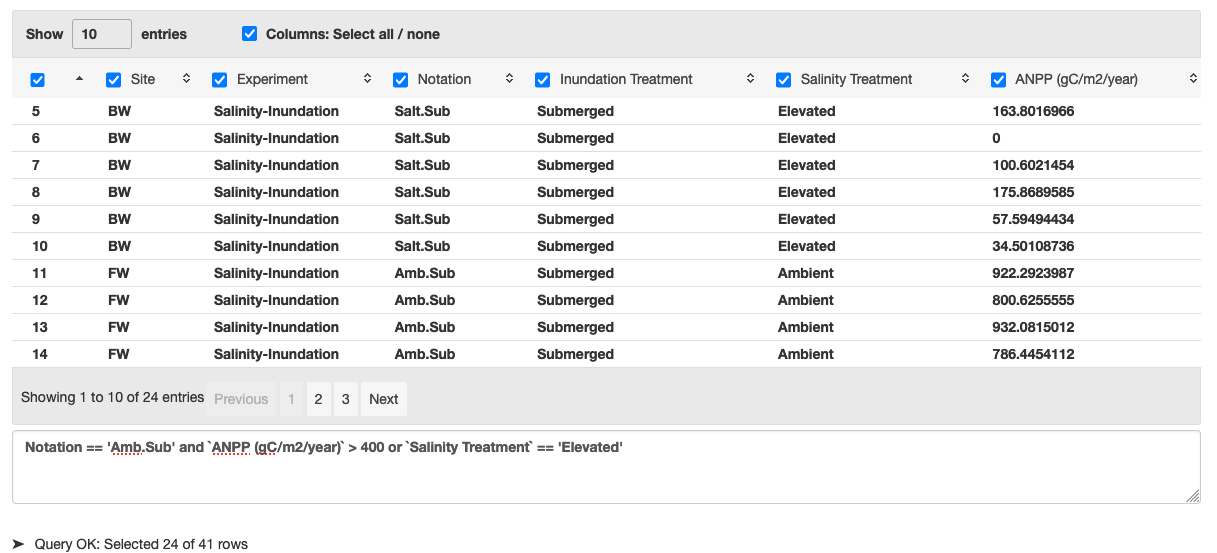 Show 10 entries Columns: Select all / none
Site Experiment Notation Inundation Treatment Salinity Treatment ANPP (gC/m2/year)
5 BW Salinity-Inundation Salt.Sub Submerged Elevated 163.8016966
6 BW Salinity-Inundation Salt.Sub Submerged Elevated 0
7 BW Salinity-Inundation Salt.Sub Submerged Elevated 100.6021454
8 BW Salinity-Inundation Salt.Sub Submerged Elevated 175.8689585
9 BW Salinity-Inundation Salt.Sub Submerged Elevated 57.59494434
10 BW Salinity-Inundation Salt.Sub Submerged Elevated 34.50108736
11 FW Salinity-Inundation Amb.Sub Submerged Ambient 922.2923987
12 FW Salinity-Inundation Amb.Sub Submerged Ambient 800.6255555
13 FW Salinity-Inundation Amb.Sub Submerged Ambient 932.0815012
14 FW Salinity-Inundation Amb.Sub Submerged Ambient 786.4454112
Showing 1 to 10 of 24 entries Previous 1 2 3 Next
Notation == 'Amb.Sub' and `ANPP (gC/m2/year)` > 400 or `Salinity Treatment` == 'Elevated'
➤ Query OK: Selected 24 of 41 rows